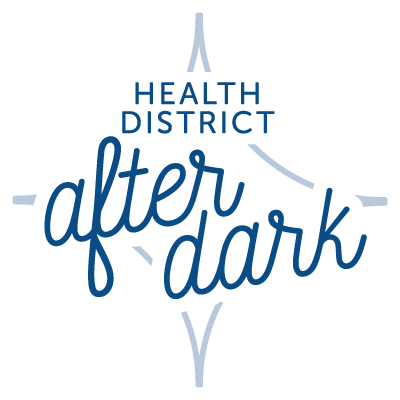 HEALTH
DISTRICT
after
dark